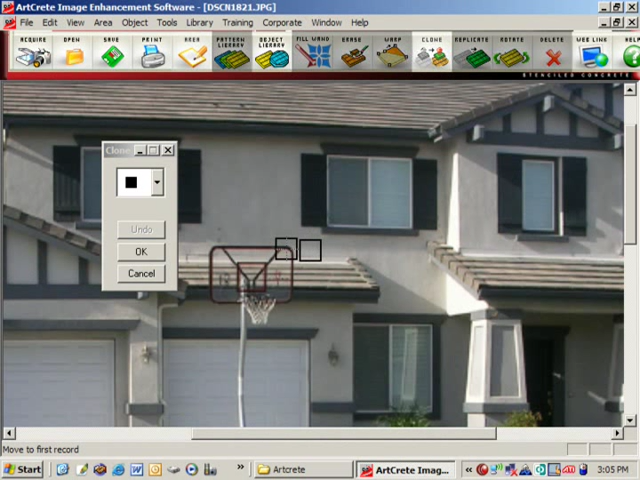 ArtCrete Image Enhancement Software - [DSCN1821.JPG]
File Edit View Area Object Tools Library Training Corporate Window Help
ACQUIRE OPEN SAVE PRINT AREA PATTERN LIBRARY OBJECT LIBRARY FILL WAND ERASE WARP CLONE REPLICATE ROTATE DELETE WEB LINK HELP
STENCILED CONCRETE
Clone
Undo
OK
Cancel
Move to first record
Start » Artcrete ArtCrete Imag... « 3:05 PM